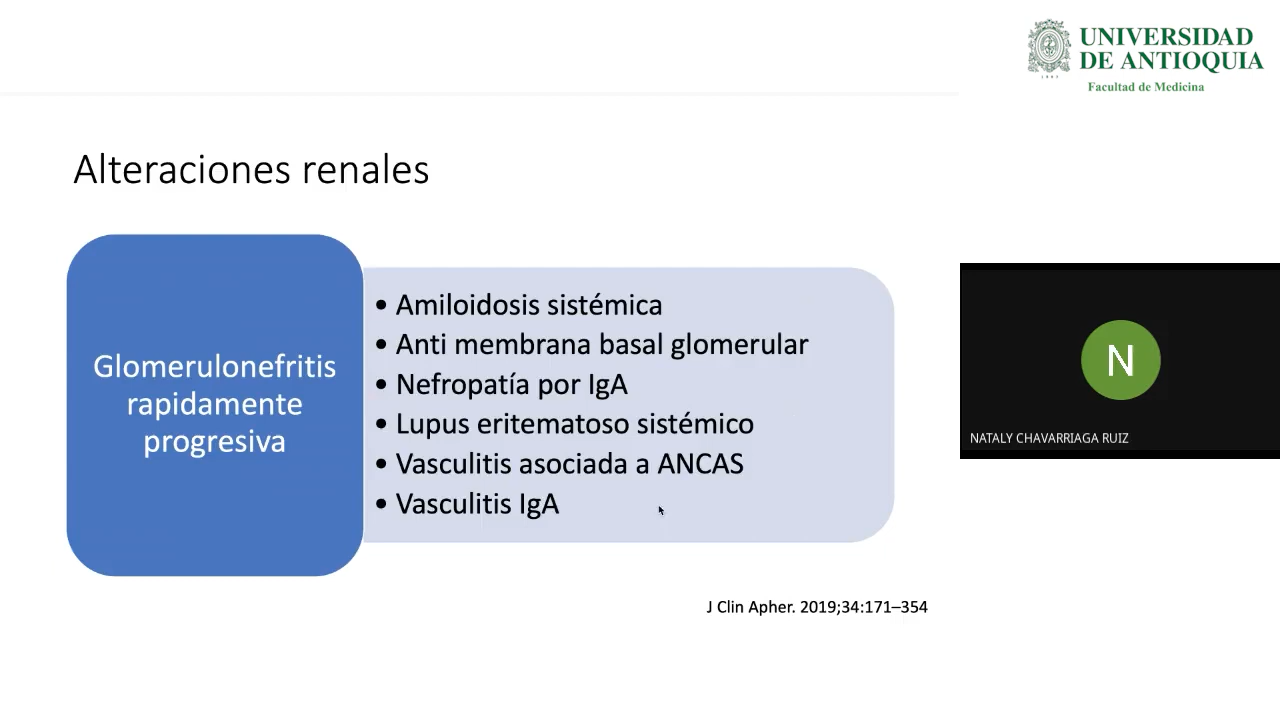 UNIVERSIDAD
DE ANTIOQUIA
Facultad de Medicina
Alteraciones renales
Glomerulonefritis
rapidamente
progresiva
• Amiloidosis sistémica
• Anti membrana basal glomerular
• Nefropatía por IgA
• Lupus eritematoso sistémico
• Vasculitis asociada a ANCAS
• Vasculitis IgA
N
NATALY CHAVARRIAGA RUIZ
J Clin Apher. 2019;34:171–354